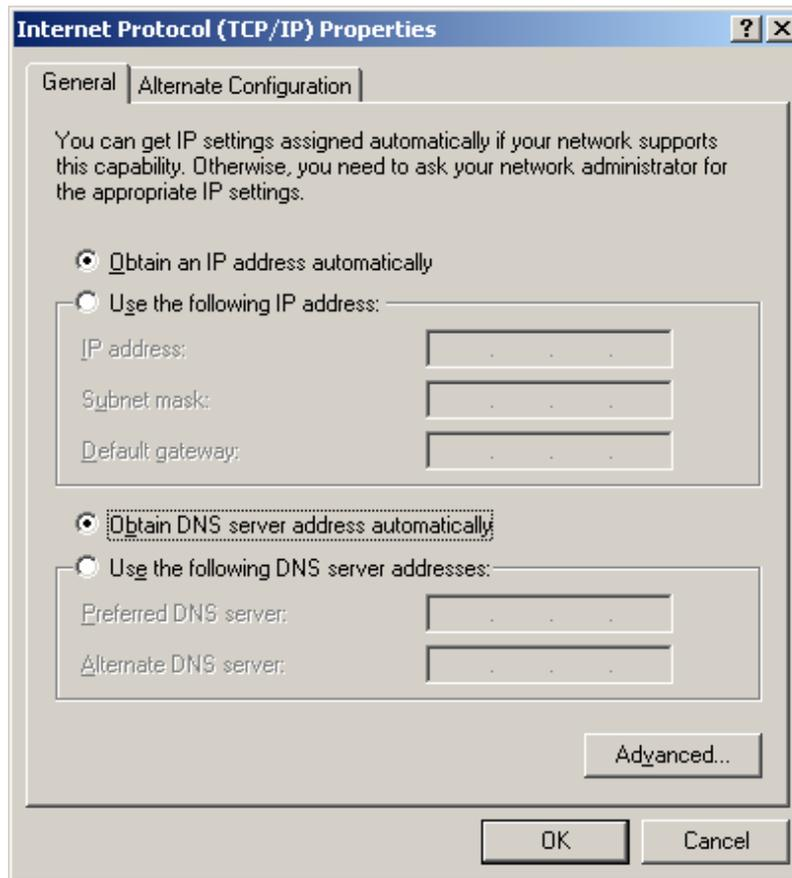 Internet Protocol (TCP/IP) Properties
General
Alternate Configuration
You can get IP settings assigned automatically if your network supports
this capability. Otherwise, you need to ask your network administrator for
the appropriate IP settings.
Obtain an IP address automatically
Use the following IP address:
IP address:
Subnet mask:
Default gateway:
Obtain DNS server address automatically
Use the following DNS server addresses:
Preferred DNS server:
Alternate DNS server:
Advanced...
OK
Cancel